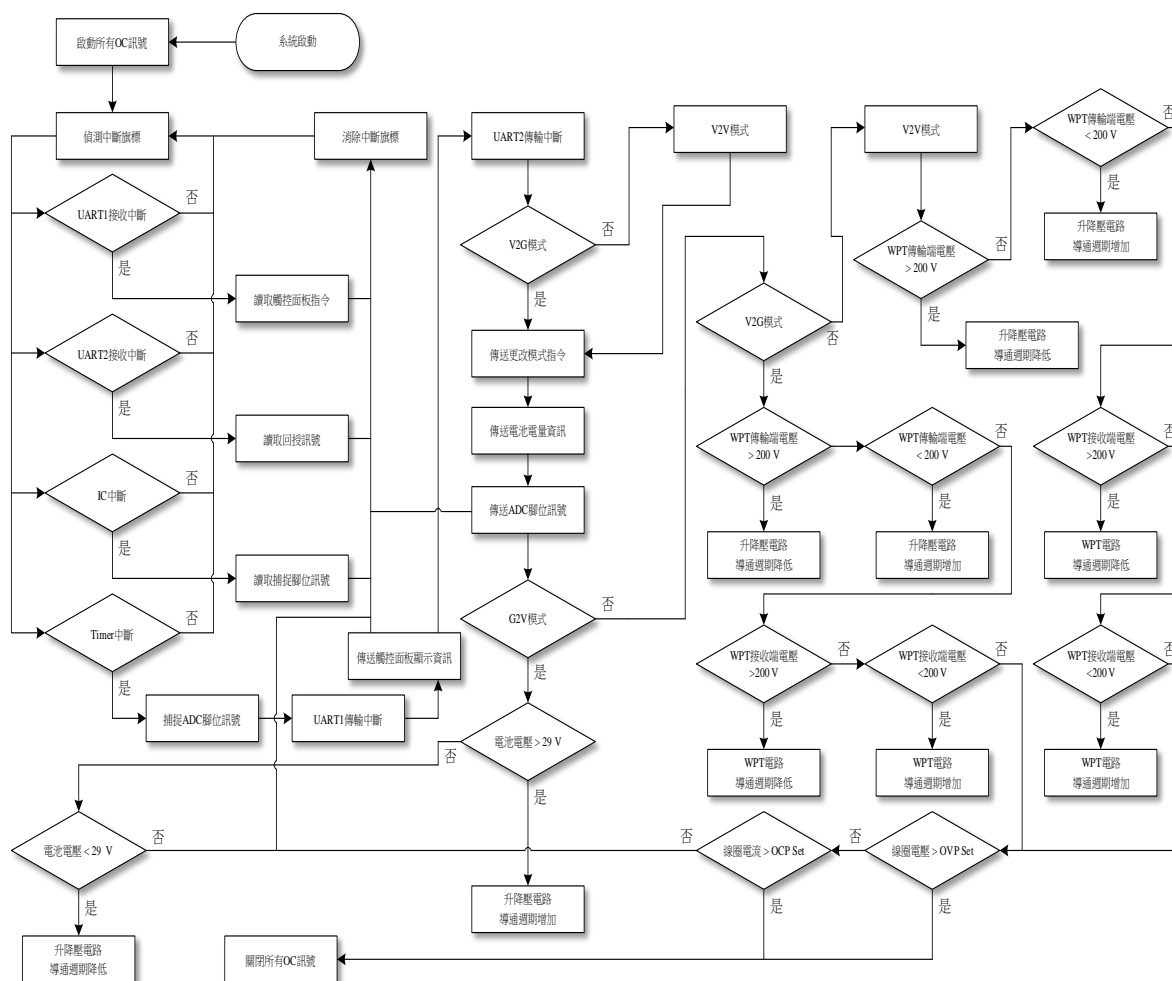 啟動所有OC訊號
系統啟動
偵測中斷旗標
消除中斷旗標
UART1接收中斷
否
是
讀取觸控面板指令
UART2接收中斷
否
是
讀取回授訊號
IC中斷
否
是
讀取捕捉腳位訊號
Timer中斷
否
是
捕捉ADC腳位訊號
UART1傳輸中斷
傳送觸控面板顯示資訊
UART2傳輸中斷
V2G模式
否
是
V2V模式
傳送更改模式指令
傳送電池電量資訊
傳送ADC腳位訊號
G2V模式
否
是
電池電壓 > 29 V
否
是
升降壓電路
導通週期增加
電池電壓 < 29 V
否
是
升降壓電路
導通週期降低
V2G模式
否
是
V2V模式
WPT傳輸端電壓
> 200 V
否
是
升降壓電路
導通週期降低
WPT傳輸端電壓
< 200 V
否
是
升降壓電路
導通週期增加
WPT傳輸端電壓
> 200 V
是
升降壓電路
導通週期降低
WPT傳輸端電壓
< 200 V
否
是
升降壓電路
導通週期增加
WPT接收端電壓
>200 V
否
是
WPT電路
導通週期降低
WPT接收端電壓
>200 V
否
是
WPT電路
導通週期降低
WPT接收端電壓
<200 V
否
是
WPT電路
導通週期增加
WPT接收端電壓
<200 V
否
是
WPT電路
導通週期增加
線圈電流 > OCP Set
否
是
線圈電壓 > OVP Set
否
是
關閉所有OC訊號